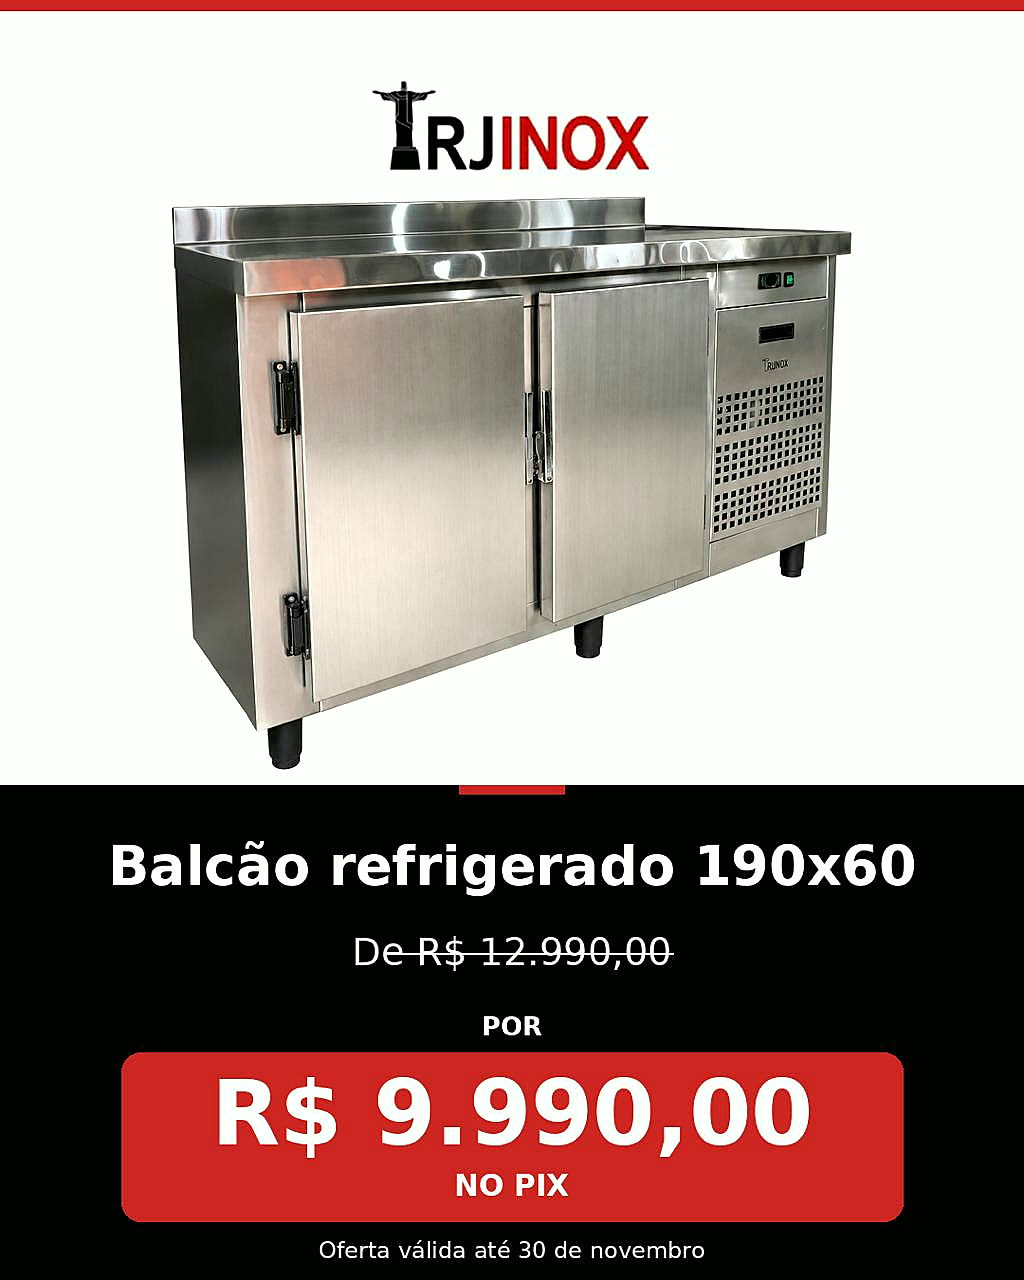 RJINOX
RJINOX
Balcão refrigerado 190x60
De R$ 12.990,00
POR
R$ 9.990,00
NO PIX
Oferta válida até 30 de novembro